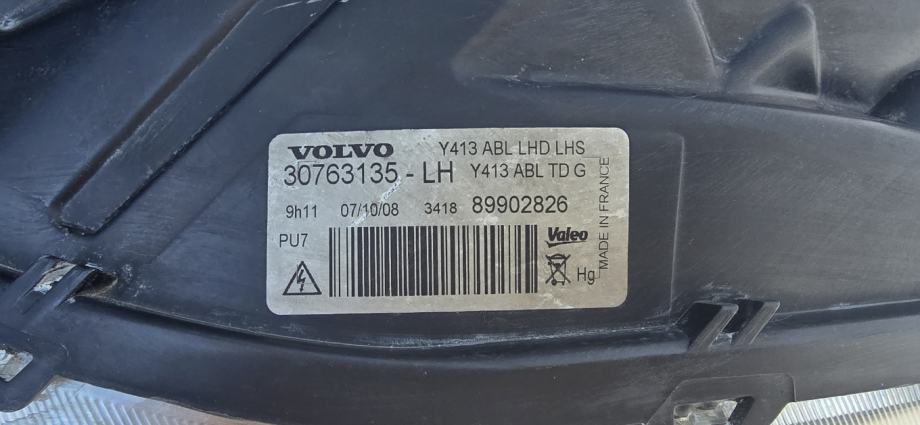 VOLVO Y413 ABL LHD LHS
30763135 - LH Y413 ABL TD G
9h11 07/10/08 3418 89902826
PU7 Valeo
Hg
MADE IN FRANCE